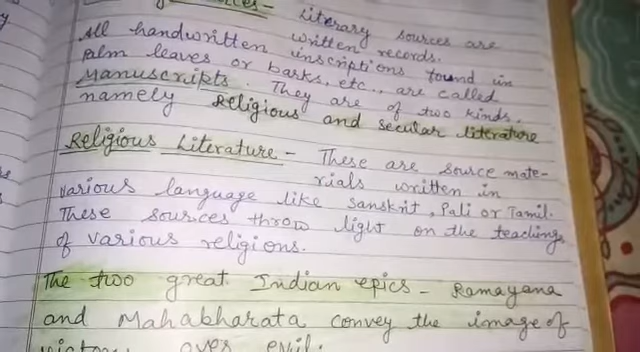 Literary sources are
written records.
All handwritten inscriptions found in
palm leaves or barks, etc., are called
Manuscripts. They are of two kinds.
namely Religious and secular literature
Religious Literature - These are source mate-
rials written in
various language like sanskrit, Pali or Tamil.
These sources throw light on the teachings
of various religions.
The two great Indian epics - Ramayana
and Mahabharata convey the image of
victory over evil.